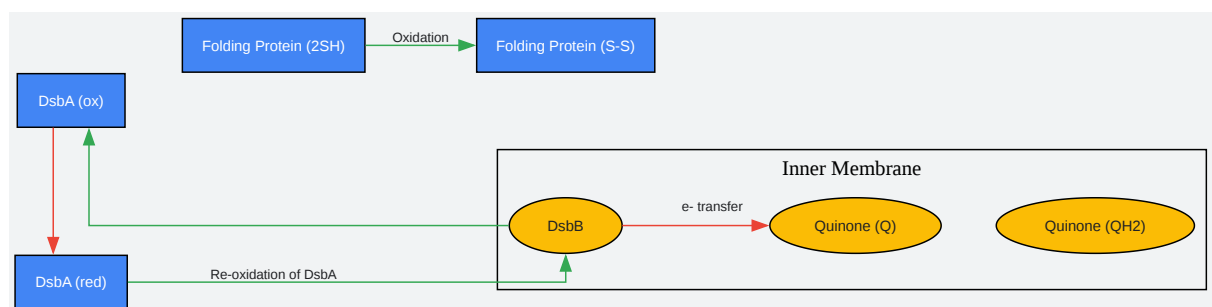 Folding Protein (2SH)
Oxidation
Folding Protein (S-S)
DsbA (ox)
Inner Membrane
e- transfer
DsbB
Quinone (Q)
Quinone (QH2)
Re-oxidation of DsbA
DsbA (red)